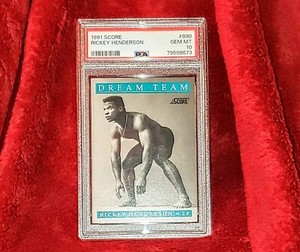 1991 SCORE #890
RICKEY HENDERSON GEM MT
10
PSA 79598673
DREAM TEAM
SCORE
RICKEY HENDERSON • LF